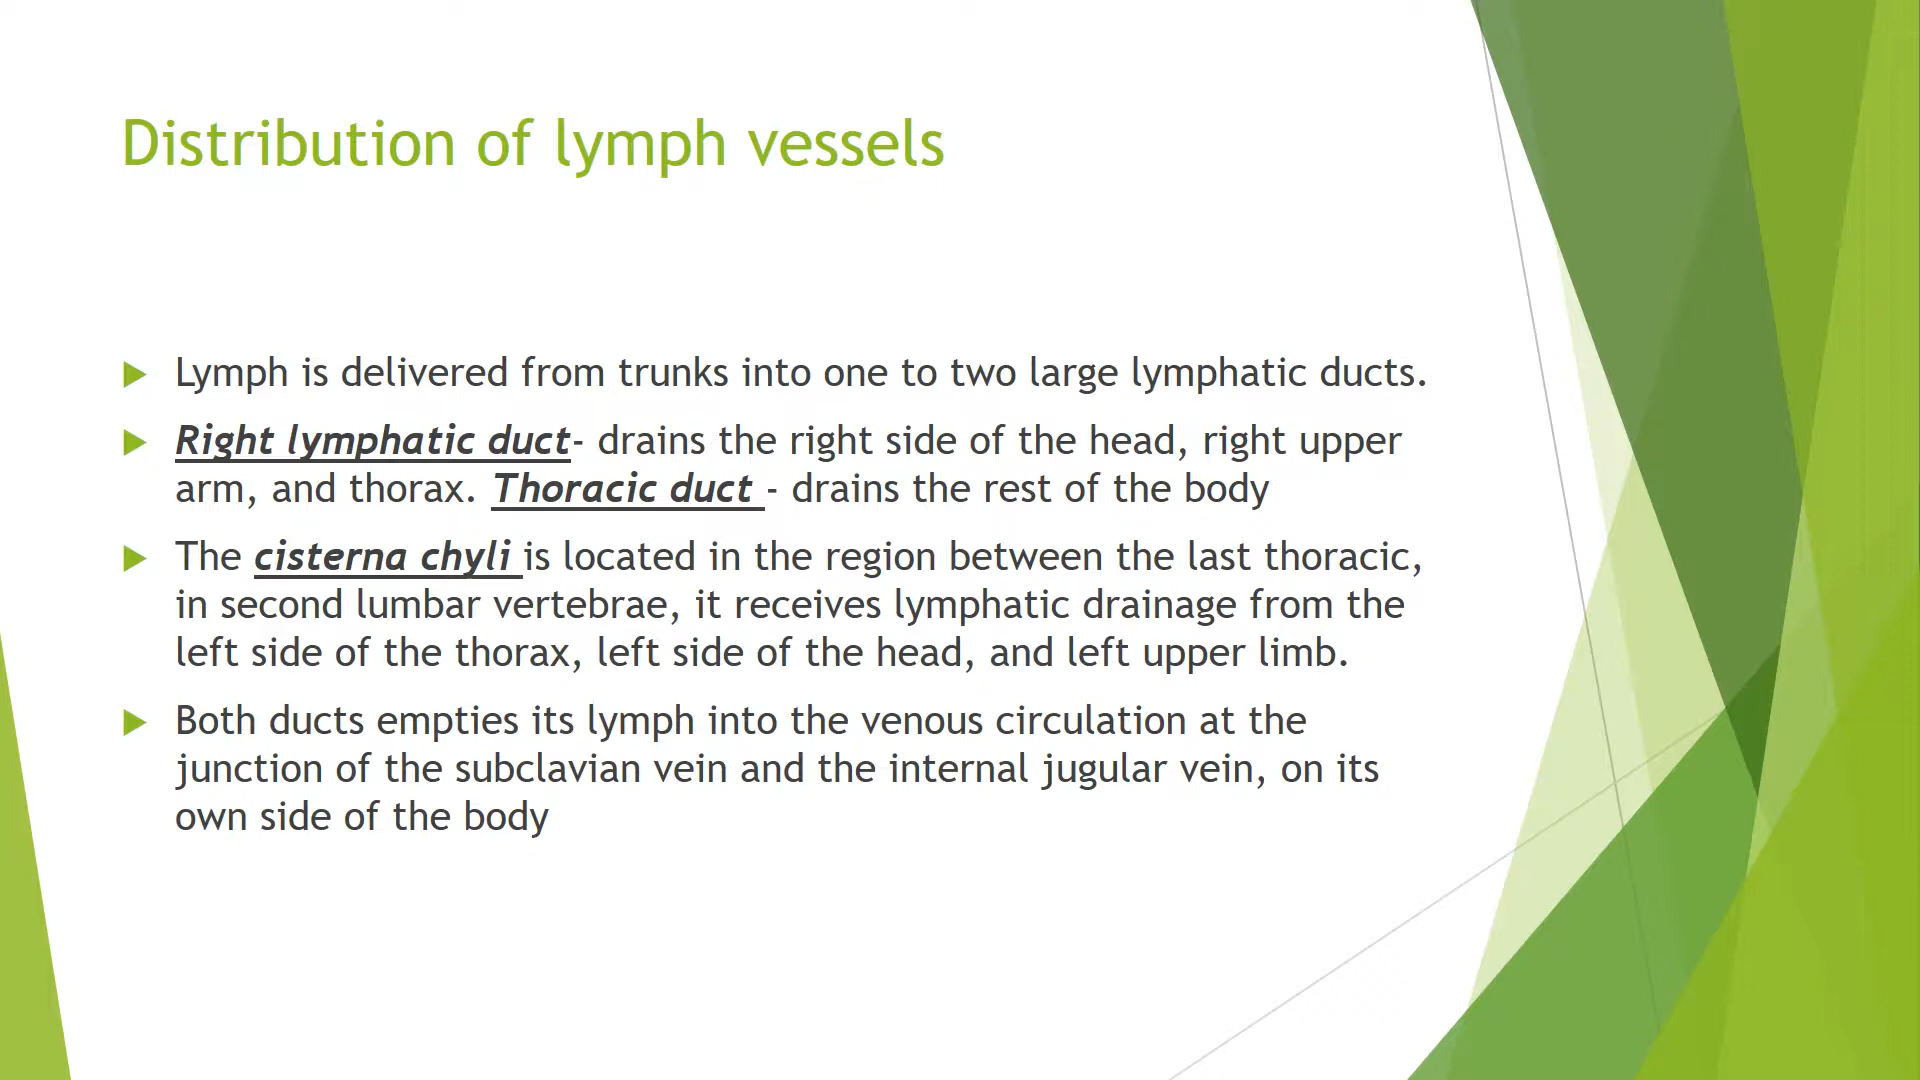 Distribution of lymph vessels
Lymph is delivered from trunks into one to two large lymphatic ducts.
Right lymphatic duct- drains the right side of the head, right upper
arm, and thorax. Thoracic duct - drains the rest of the body
The cisterna chyli is located in the region between the last thoracic,
in second lumbar vertebrae, it receives lymphatic drainage from the
left side of the thorax, left side of the head, and left upper limb.
Both ducts empties its lymph into the venous circulation at the
junction of the subclavian vein and the internal jugular vein, on its
own side of the body